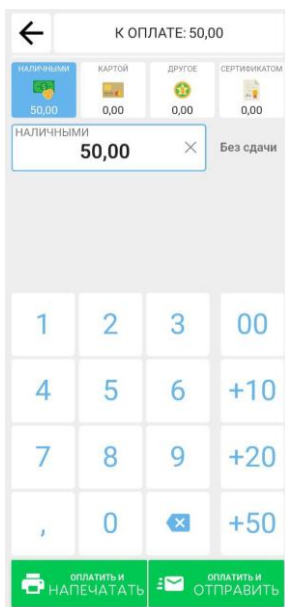 К ОПЛАТЕ: 50,00
НАЛИЧНЫМИ КАРТОЙ ДРУГОЕ СЕРТИФИКАТОМ
50,00 0,00 0,00 0,00
НАЛИЧНЫМИ
50,00 Без сдачи
1 2 3 00
4 5 6 +10
7 8 9 +20
, 0 +50
ОПЛАТИТЬ И ОПЛАТИТЬ И
НАПЕЧАТАТЬ ОТПРАВИТЬ